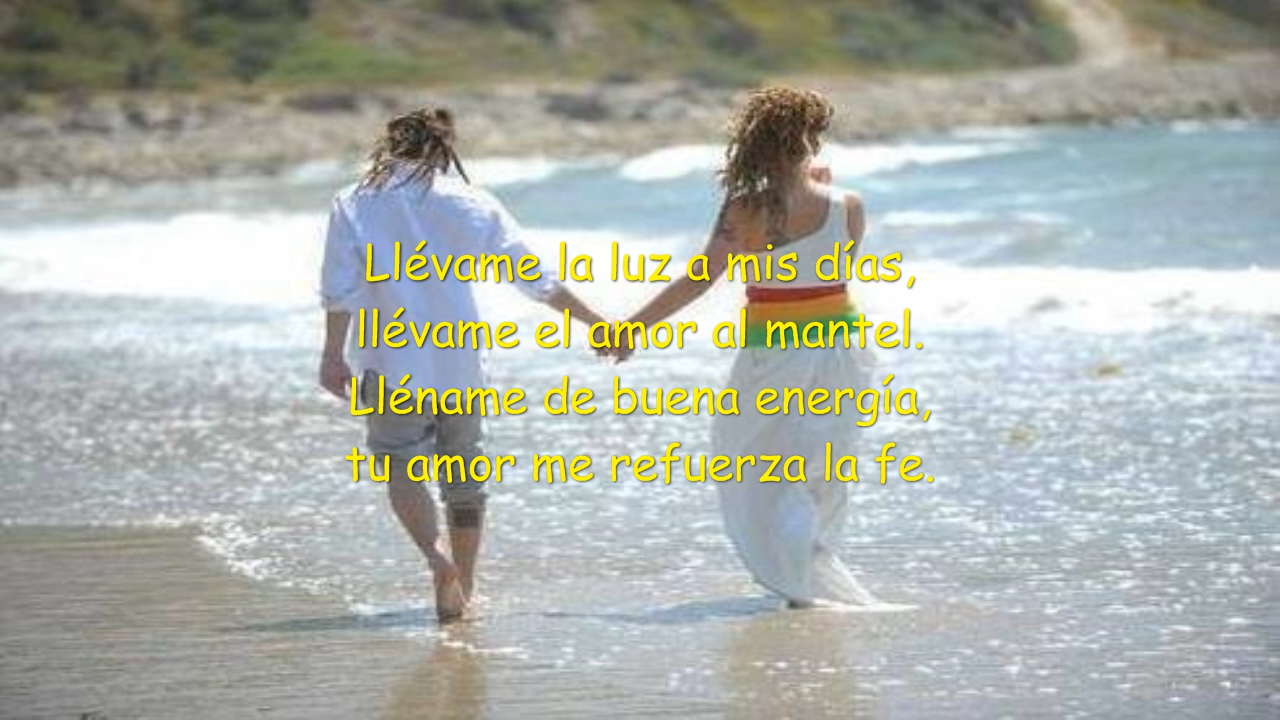 Llévame la luz a mis días,
llévame el amor al mantel.
Lléname de buena energía,
tu amor me refuerza la fe.